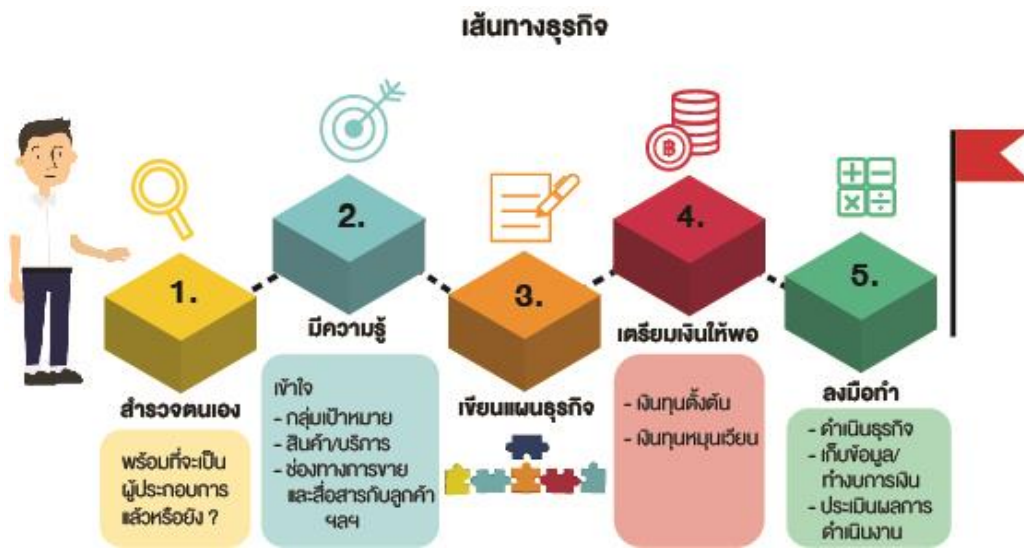 เส้นทางธุรกิจ
1.
สำรวจตนเอง
พร้อมที่จะเป็น
ผู้ประกอบการ
แล้วหรือยัง ?
2.
มีความรู้
เข้าใจ
- กลุ่มเป้าหมาย
- สินค้า/บริการ
- ช่องทางการขาย
และสื่อสารกับลูกค้า
ฯลฯ
3.
เขียนแผนธุรกิจ
4.
฿
เตรียมเงินให้พอ
- เงินทุนตั้งต้น
- เงินทุนหมุนเวียน
5.
ลงมือทำ
- ดำเนินธุรกิจ
- เก็บข้อมูล/
ทำงบการเงิน
- ประเมินผลการ
ดำเนินงาน